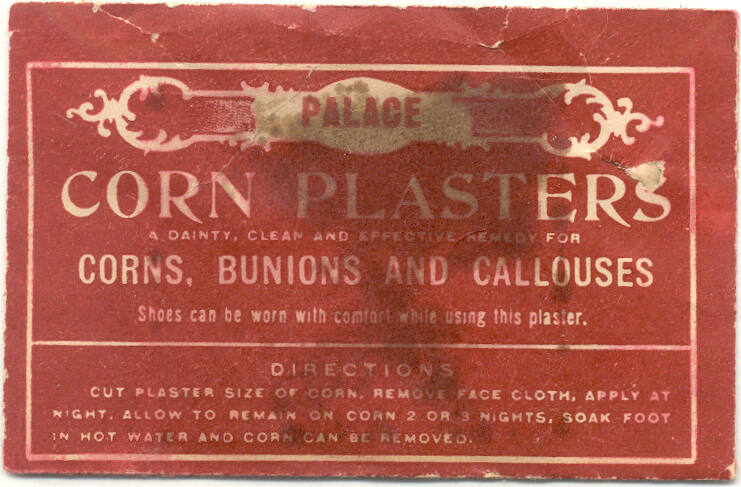 PALACE
CORN PLASTERS
A DAINTY, CLEAN AND EFFECTIVE REMEDY FOR
CORNS, BUNIONS AND CALLOUSES
Shoes can be worn with comfort while using this plaster.
DIRECTIONS
CUT PLASTER SIZE OF CORN, REMOVE FACE CLOTH, APPLY AT
NIGHT, ALLOW TO REMAIN ON CORN 2 OR 3 NIGHTS, SOAK FOOT
IN HOT WATER AND CORN CAN BE REMOVED.